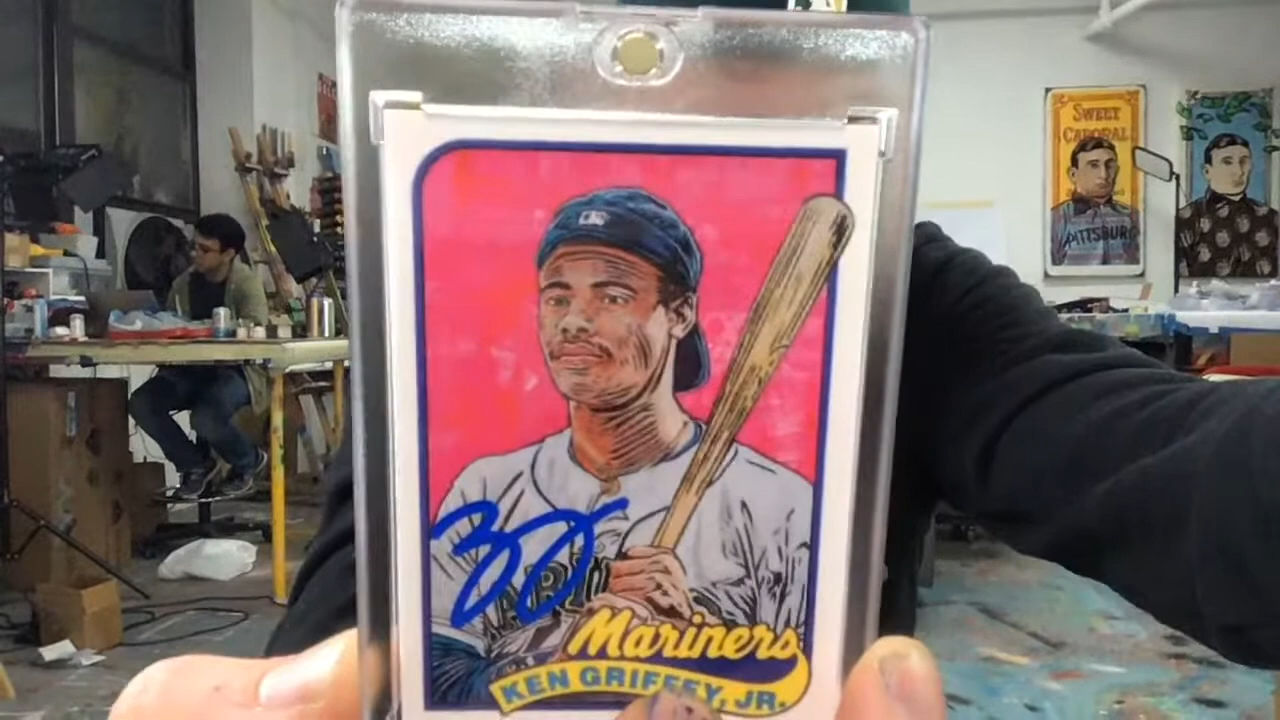 SWEET
CAPORAL
PITTSBURG
Mariners
KEN GRIFFEY, JR.